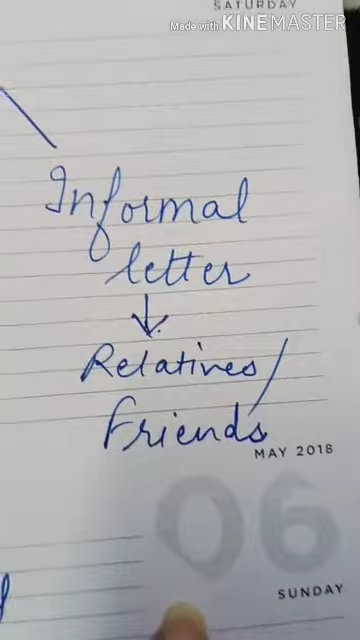 SATURDAY
Made with KINEMASTER
Informal
letter
Relatives/
Friends
MAY 2018
06
SUNDAY